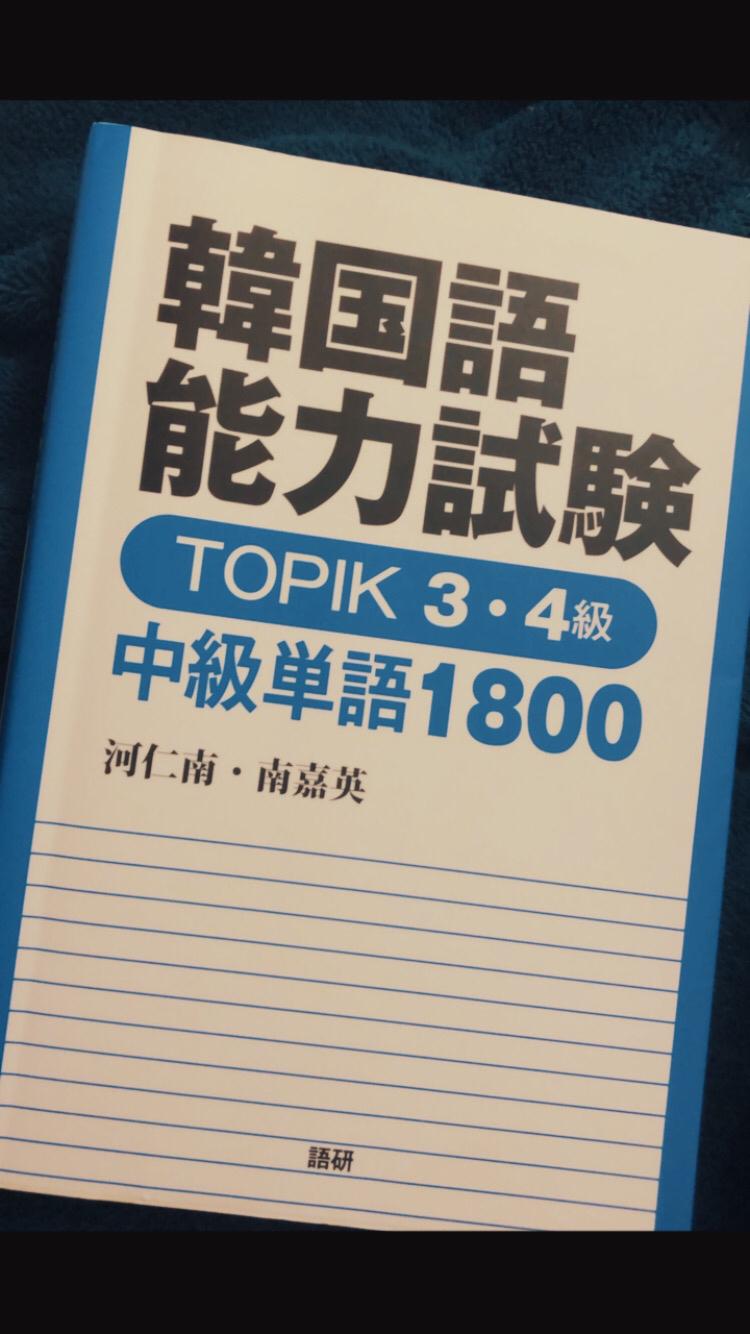 韓国語
能力試験
TOPIK 3・4級
中級単語1800
河仁南・南嘉英
語研